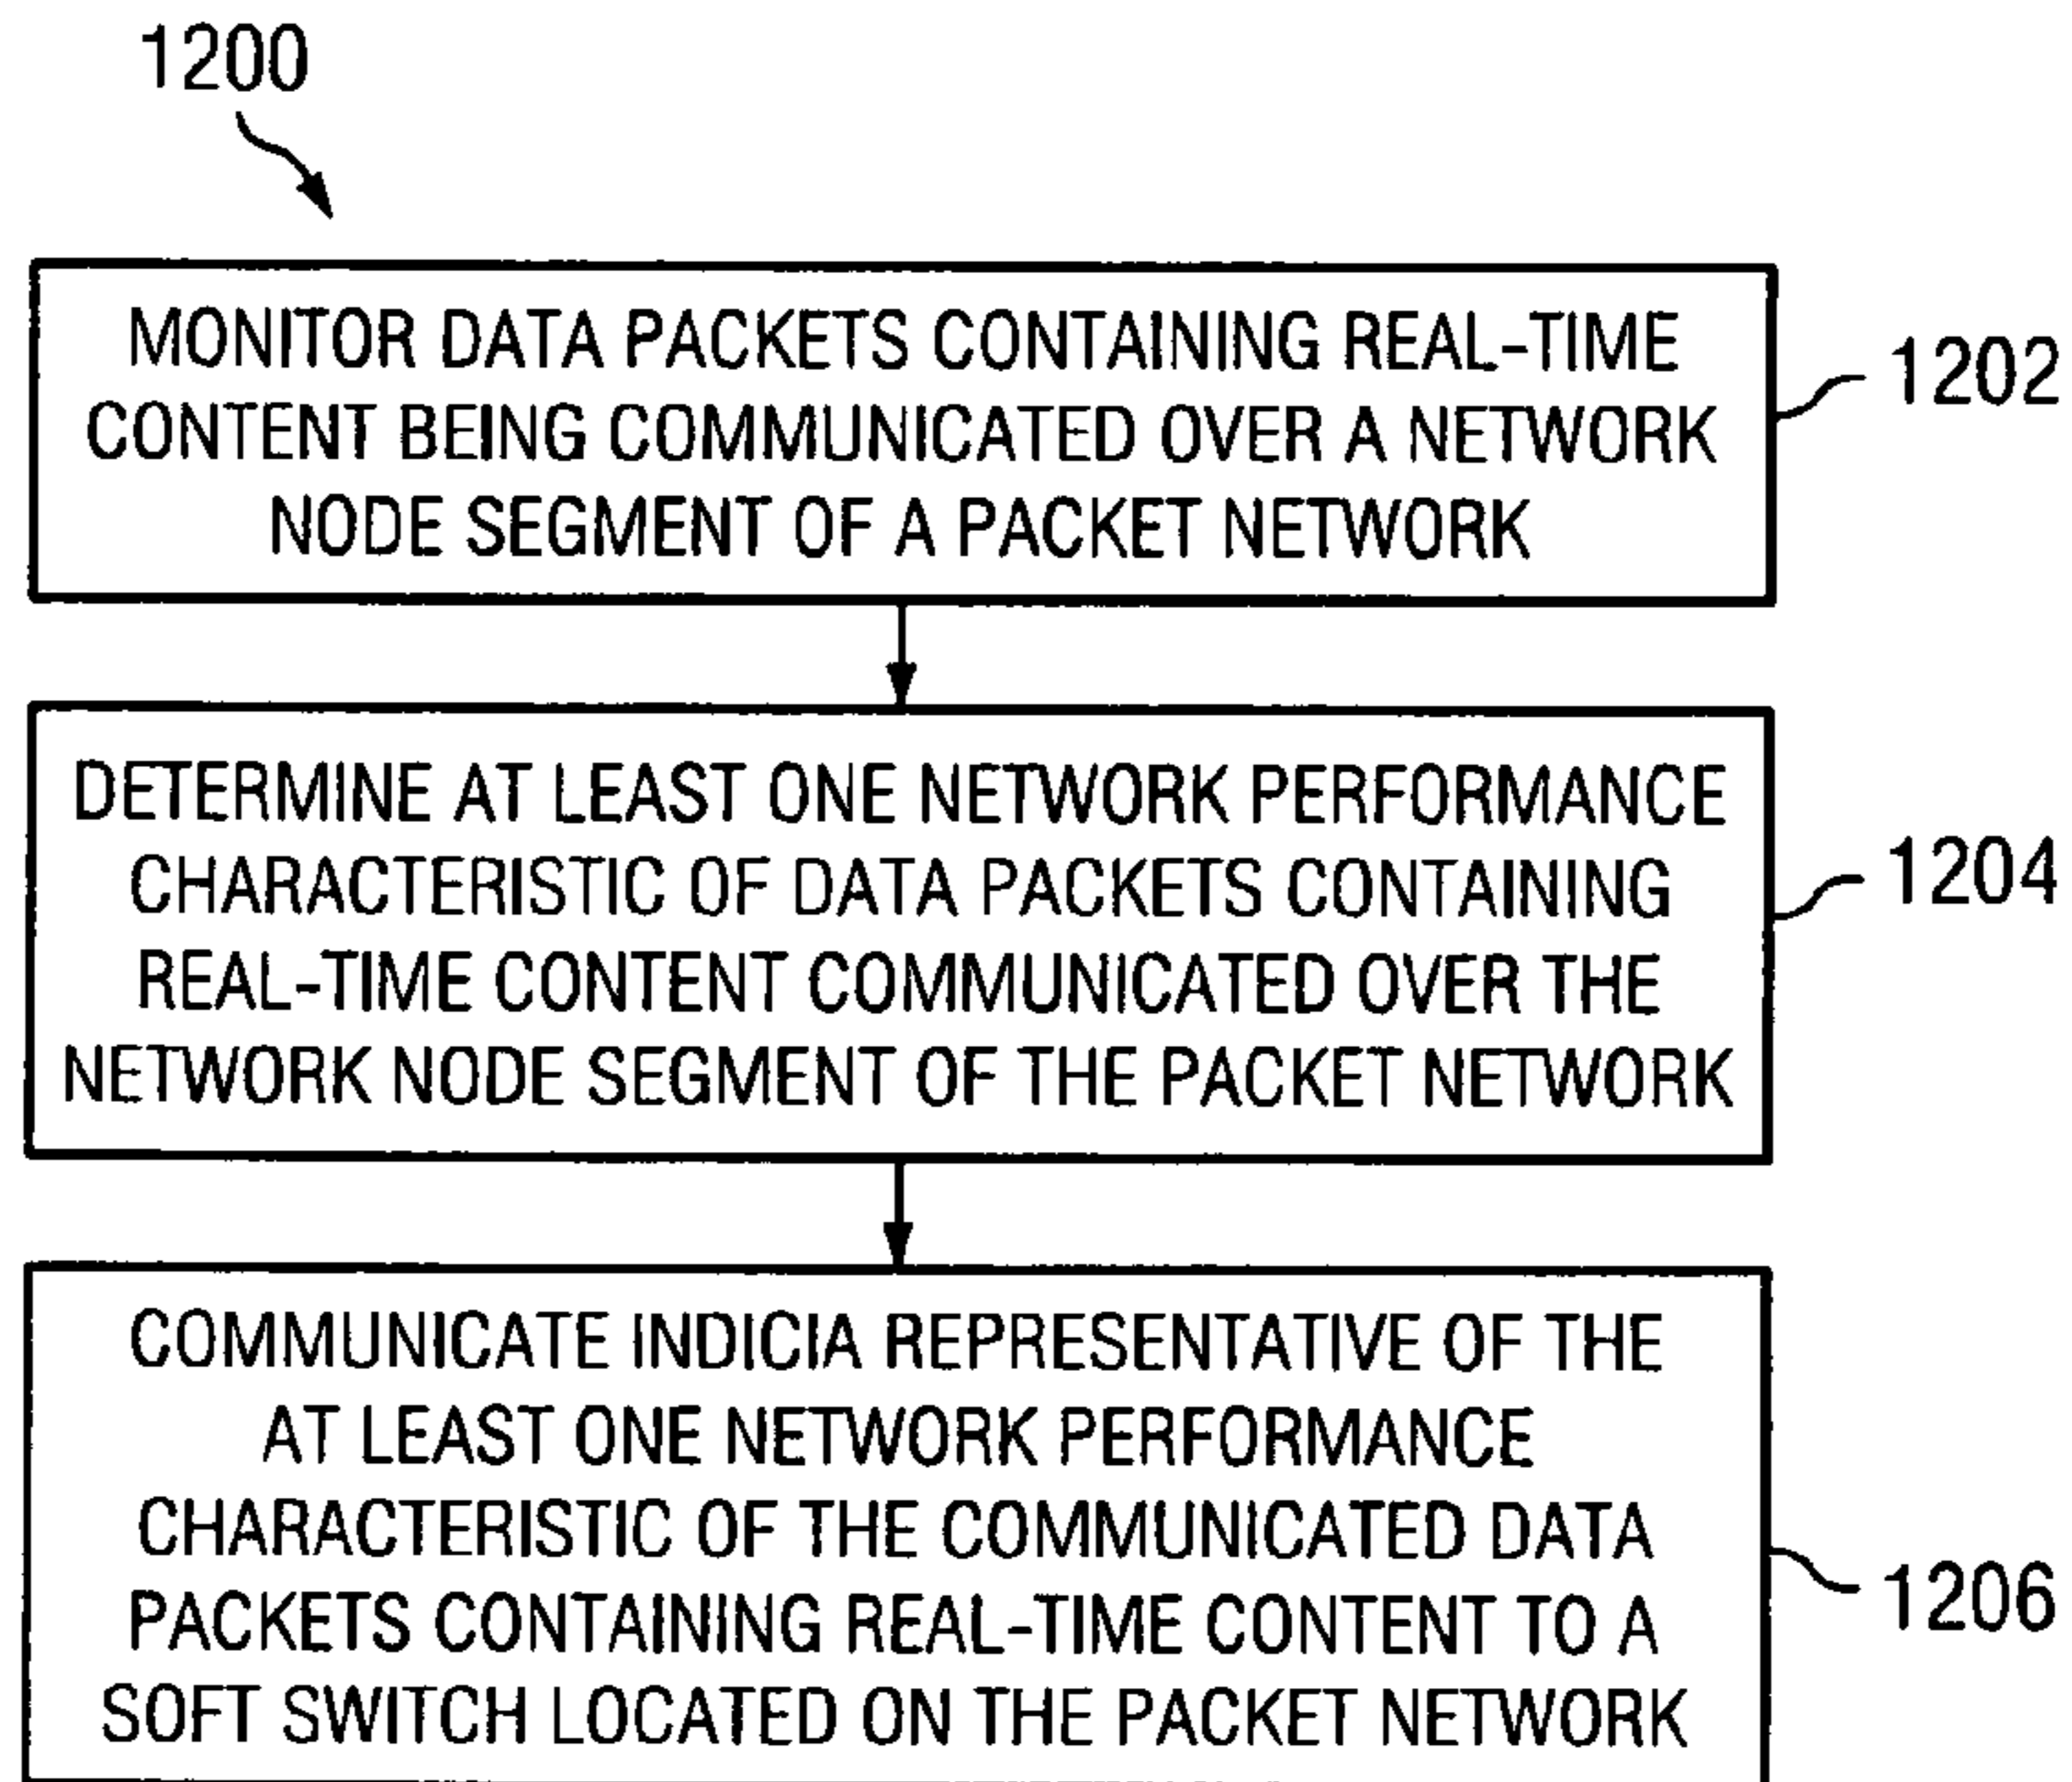 1200
MONITOR DATA PACKETS CONTAINING REAL-TIME
CONTENT BEING COMMUNICATED OVER A NETWORK
NODE SEGMENT OF A PACKET NETWORK
1202
DETERMINE AT LEAST ONE NETWORK PERFORMANCE
CHARACTERISTIC OF DATA PACKETS CONTAINING
REAL-TIME CONTENT COMMUNICATED OVER THE
NETWORK NODE SEGMENT OF THE PACKET NETWORK
1204
COMMUNICATE INDICIA REPRESENTATIVE OF THE
AT LEAST ONE NETWORK PERFORMANCE
CHARACTERISTIC OF THE COMMUNICATED DATA
PACKETS CONTAINING REAL-TIME CONTENT TO A
SOFT SWITCH LOCATED ON THE PACKET NETWORK
1206